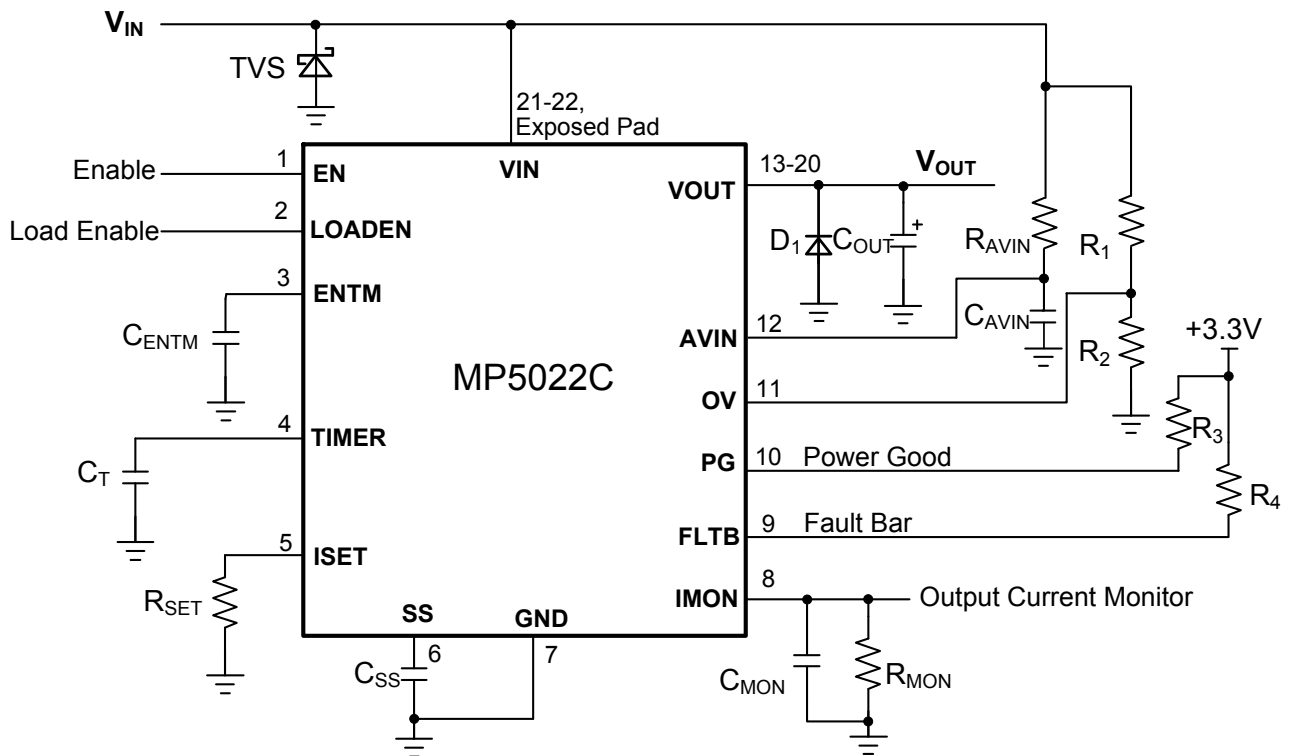 VIN
TVS
21-22,
Exposed Pad
Enable
1
EN
VIN
13-20
VOUT
VOUT
Load Enable
2
LOADEN
D1
COUT
+
RAVIN
R1
3
ENTM
CENTM
AVIN
12
CAVIN
R2
+3.3V
MP5022C
OV
11
R3
4
TIMER
CT
PG
10
Power Good
R4
FLTB
9
Fault Bar
5
ISET
RSET
IMON
8
Output Current Monitor
SS
GND
6
7
CSS
CMON
RMON